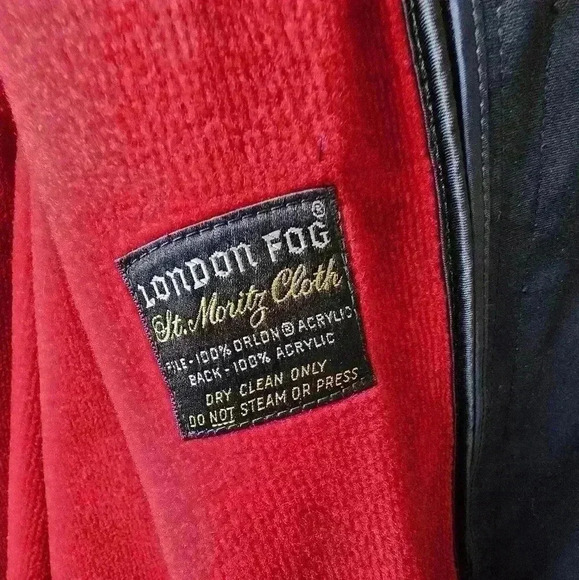 LONDON FOG®
St. Moritz Cloth
PILE-100% ORLON® ACRYLIC
BACK-100% ACRYLIC
DRY CLEAN ONLY
DO NOT STEAM OR PRESS